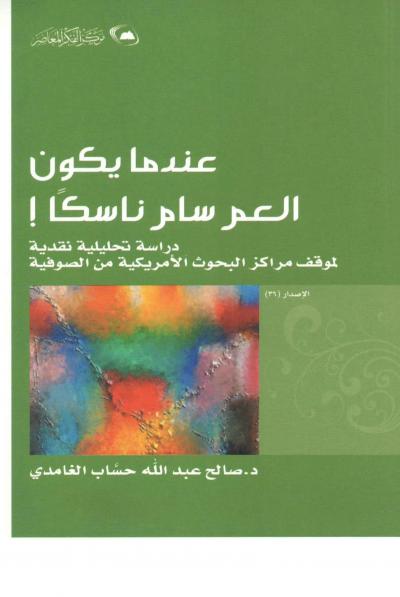 مركز الفكر المعاصر
عندما يكون
العم سام ناسكًا !
دراسة تحليلية نقدية
لموقف مراكز البحوث الأمريكية من الصوفية
الإصدار (٣٦)
د.صالح عبد الله حسَّاب الغامدي